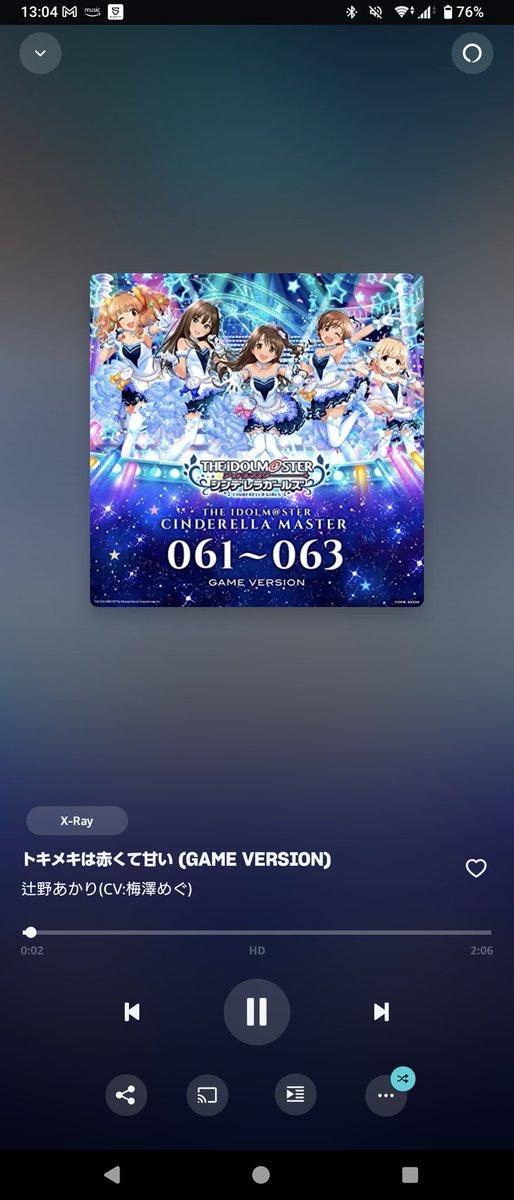 13:04
music
76%
THE IDOLM@STER
シンデレラガールズ
CINDERELLA GIRLS
THE IDOLM@STER
CINDERELLA MASTER
061~063
GAME VERSION
X-Ray
トキメキは赤くて甘い (GAME VERSION)
辻野あかり(CV:梅澤めぐ)
0:02
HD
2:06